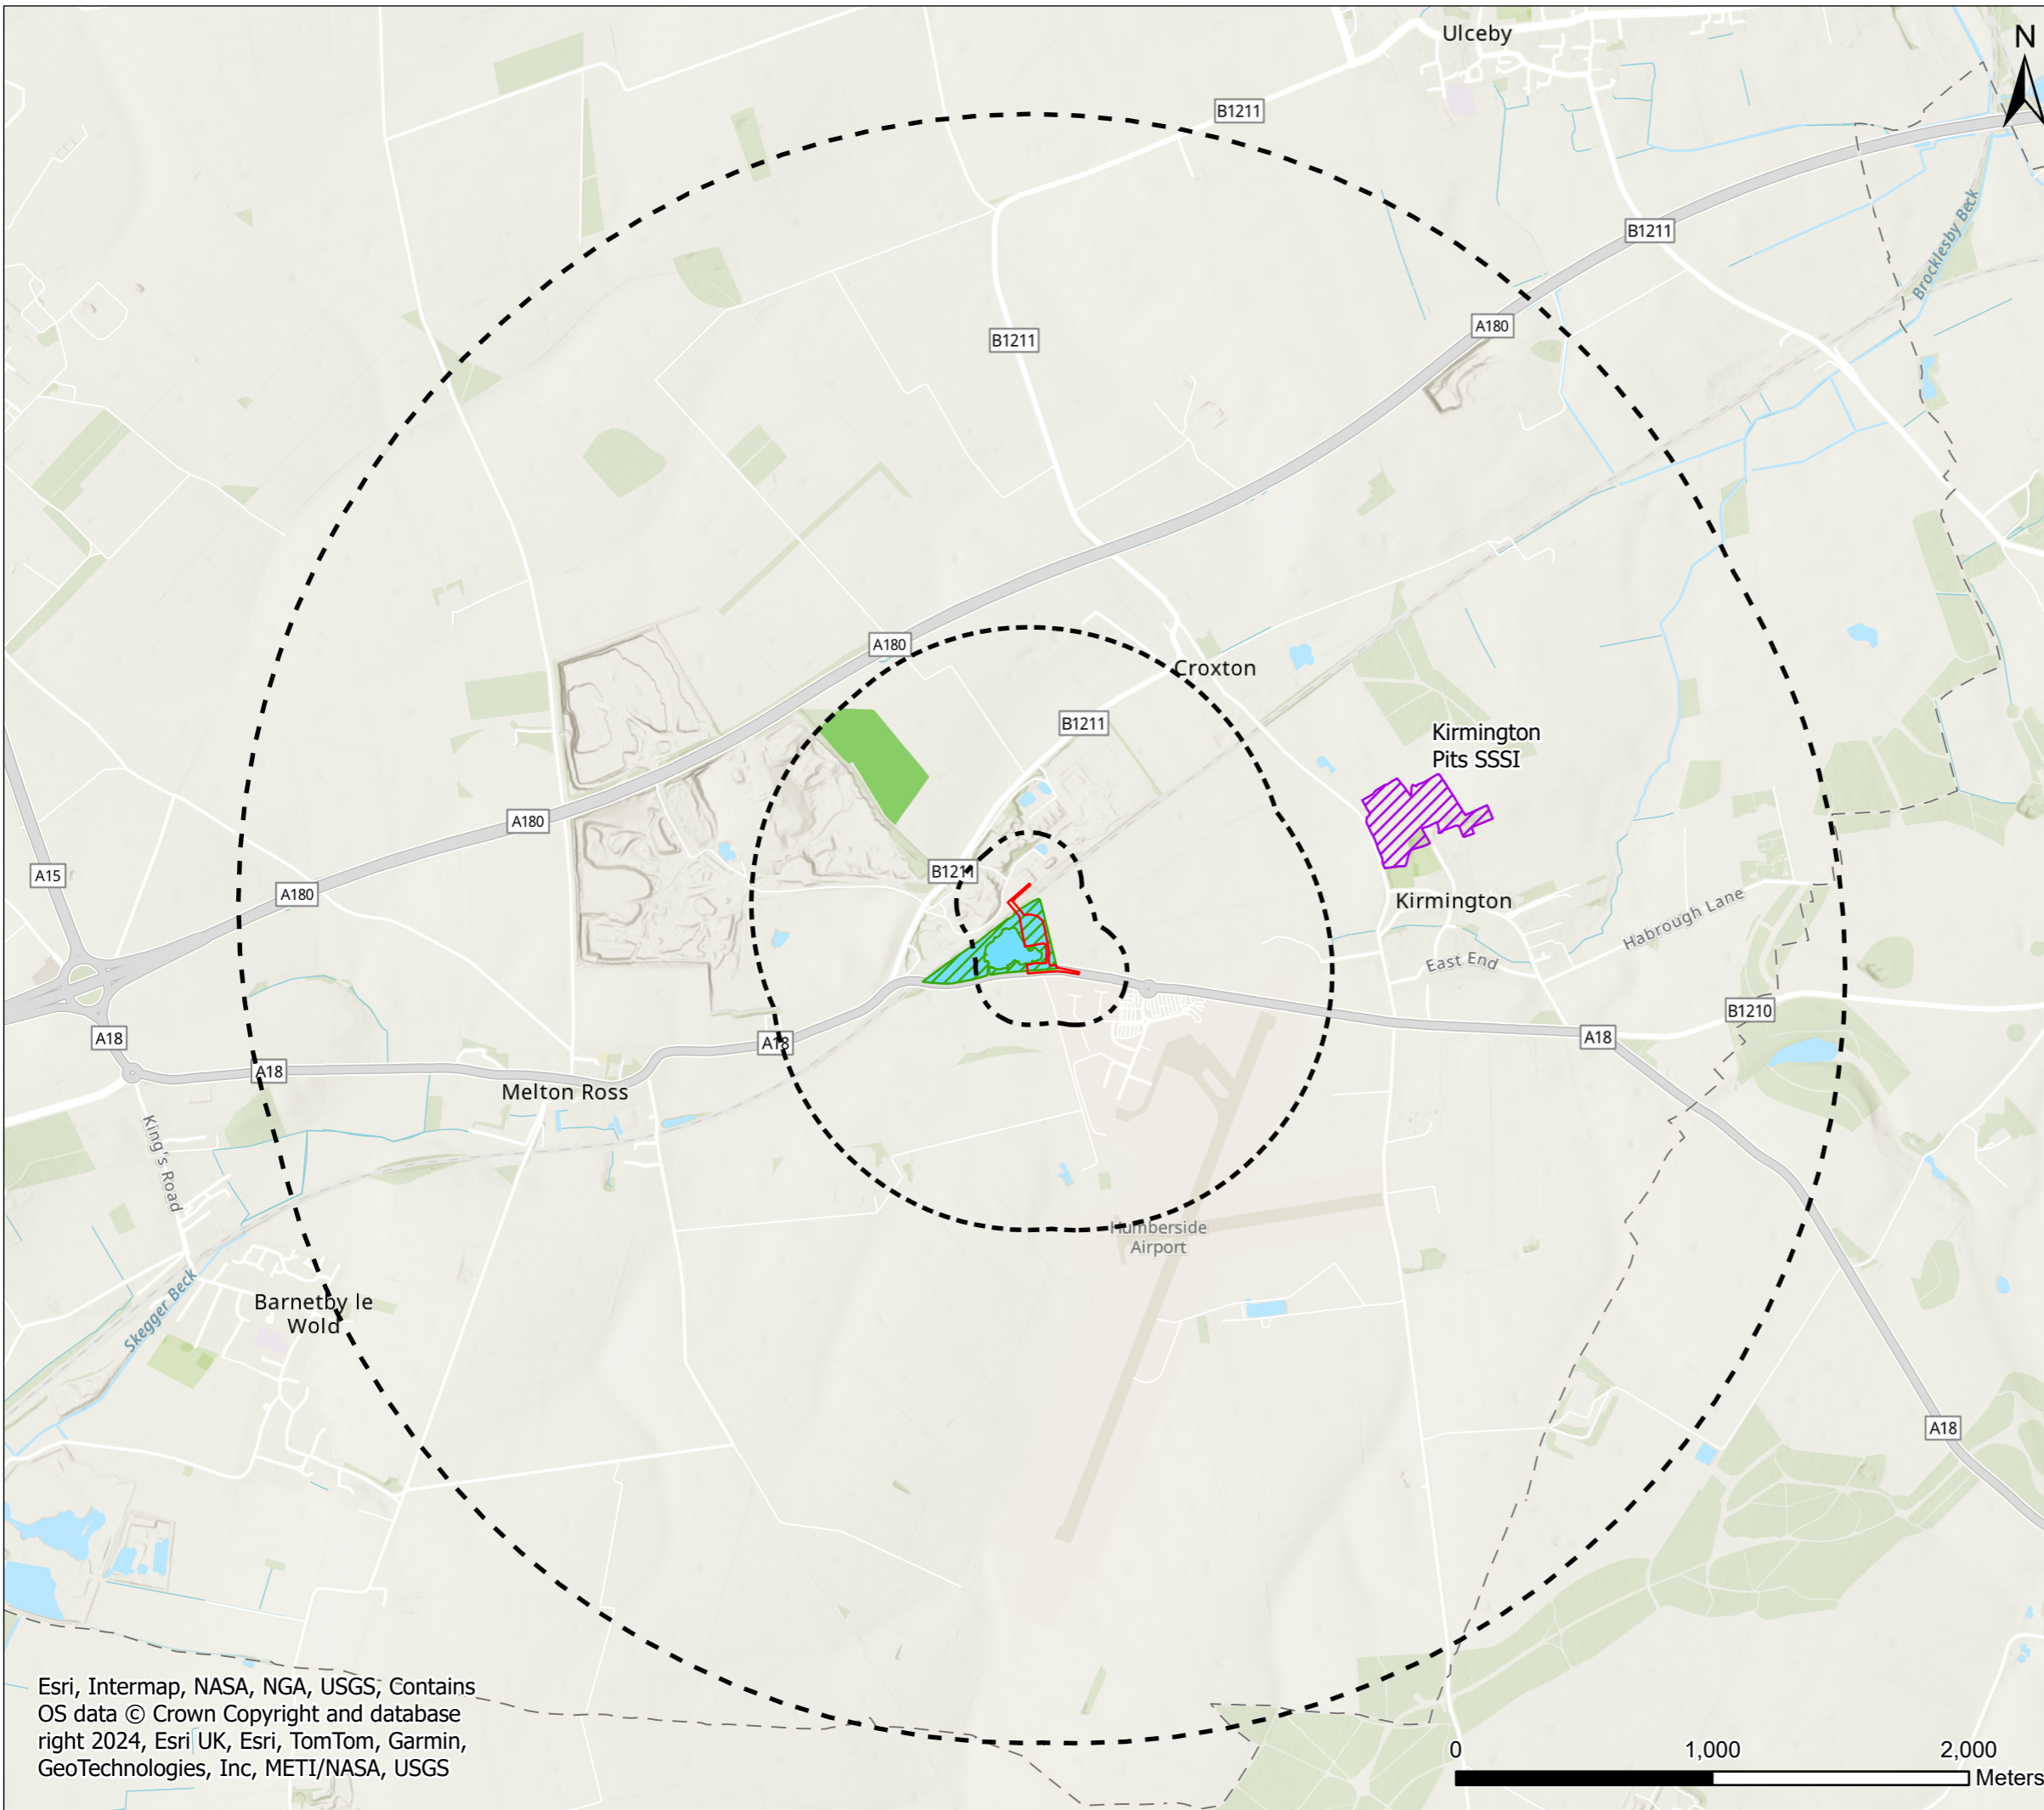 Ulceby
N
B1211
B1211
Brocklesby Beck
A180
B1211
A180
Croxton
B1211
Kirmington
Pits SSSI
A180
A15
B1211
A180
Kirmington
Habrough Lane
East End
B1210
A18
A18
A18
A18
Melton Ross
King's Road
Humberside
Airport
Skegger Beck
Barnetby le
Wold
A18
Esri, Intermap, NASA, NGA, USGS, Contains
OS data © Crown Copyright and database
right 2024, Esri UK, Esri, TomTom, Garmin,
GeoTechnologies, Inc, METI/NASA, USGS
0 1,000 2,000
Meters